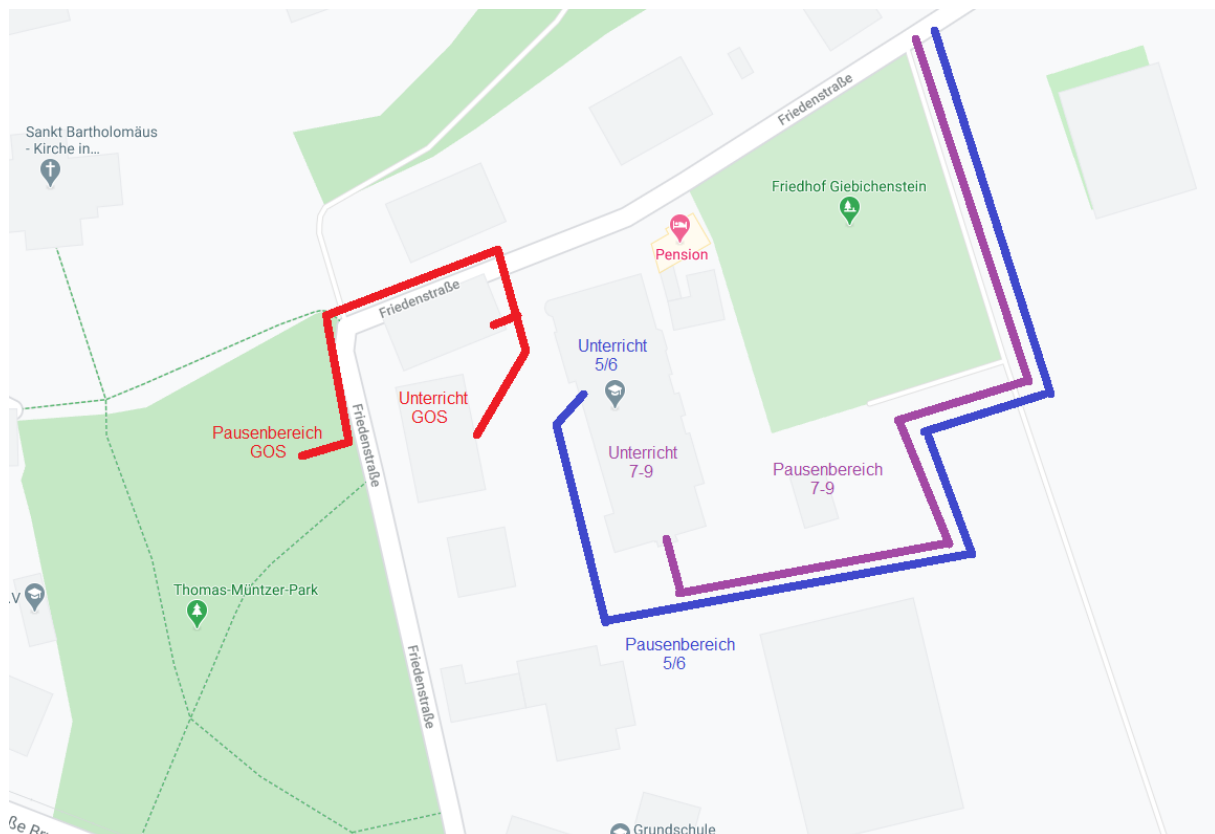 Sankt Bartholomäus
- Kirche in...
Friedenstraße
Friedhof Giebichenstein
Pension
Friedenstraße
Unterricht
5/6
Unterricht
GOS
Pausenbereich
GOS
Friedenstraße
Unterricht
7-9
Pausenbereich
7-9
Thomas-Müntzer-Park
.V
Pausenbereich
5/6
Friedenstraße
Grundschule